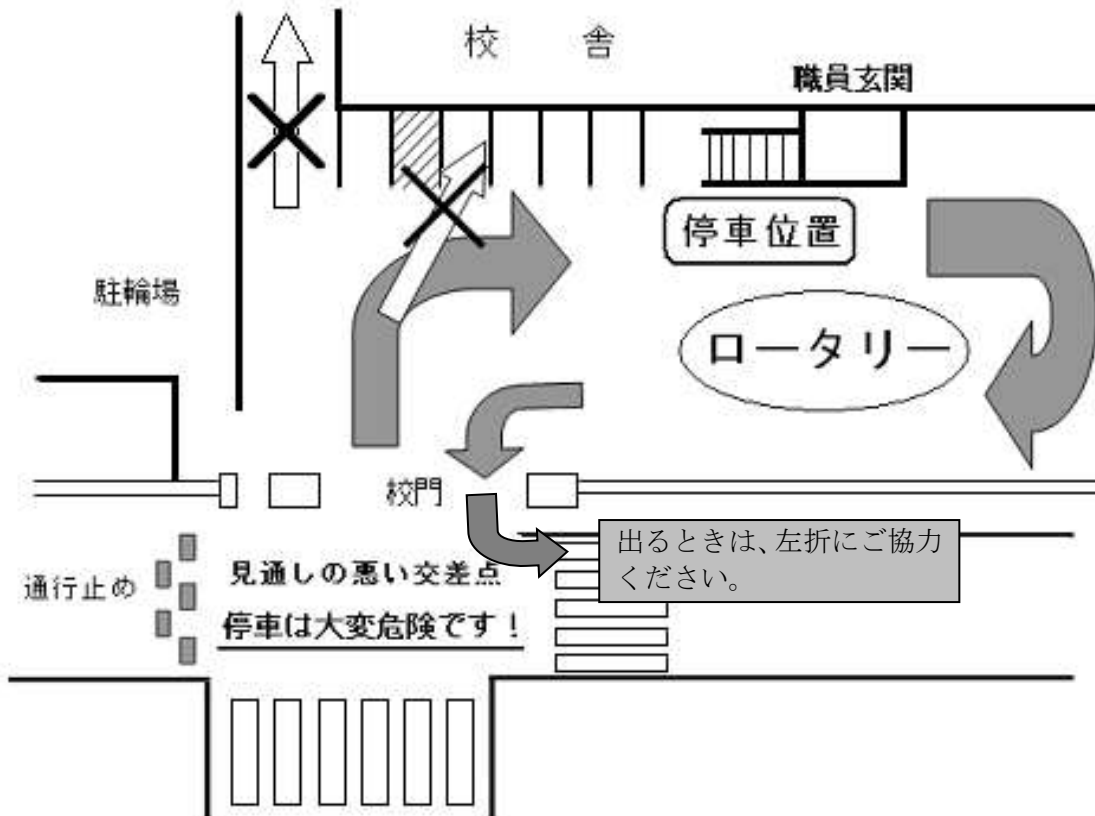 校 舎
職員玄関
停車位置
駐輪場
ロータリー
校門
出るときは、左折にご協力
ください。
通行止め
見通しの悪い交差点
停車は大変危険です！